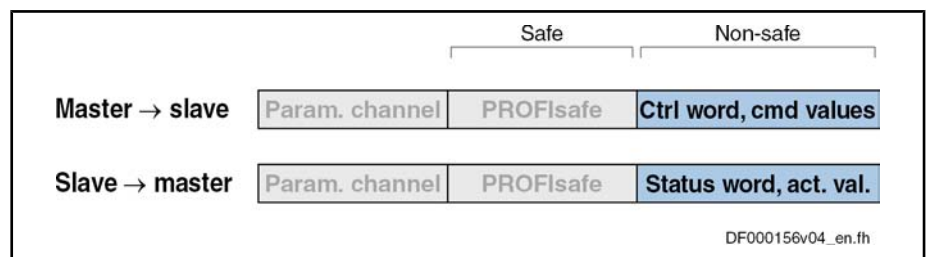 Safe Non-safe
Master → slave Param. channel PROFIsafe Ctrl word, cmd values
Slave → master Param. channel PROFIsafe Status word, act. val.
DF000156v04_en.fh